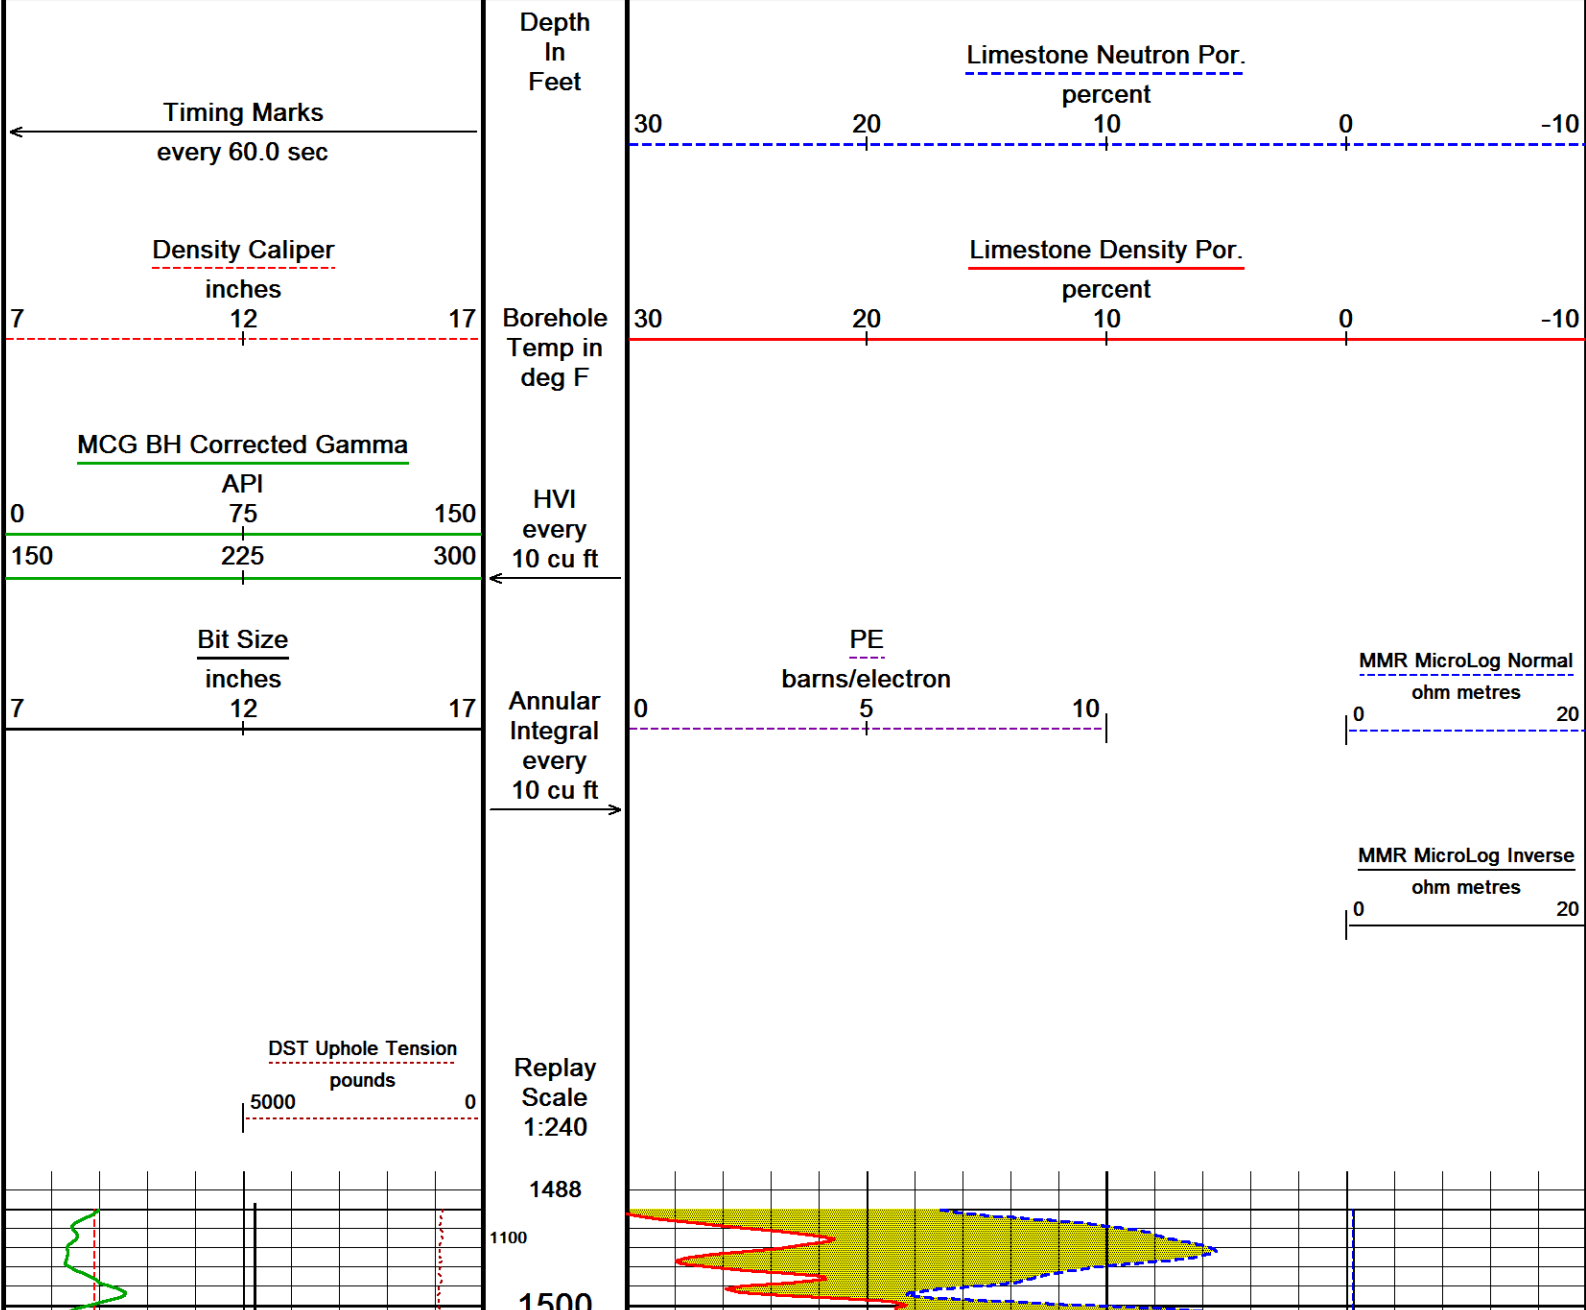 Depth
In
Feet
Limestone Neutron Por.
percent
30 20 10 0 -10
Timing Marks
every 60.0 sec
Density Caliper
inches
7 12 17
Limestone Density Por.
percent
30 20 10 0 -10
Borehole
Temp in
deg F
MCG BH Corrected Gamma
API
0 75 150
150 225 300
HVI
every
10 cu ft
Bit Size
inches
7 12 17
Annular
Integral
every
10 cu ft
PE
barns/electron
0 5 10
MMR MicroLog Normal
ohm metres
0 20
MMR MicroLog Inverse
ohm metres
0 20
DST Uphole Tension
pounds
5000 0
Replay
Scale
1:240
1488
1100
1500